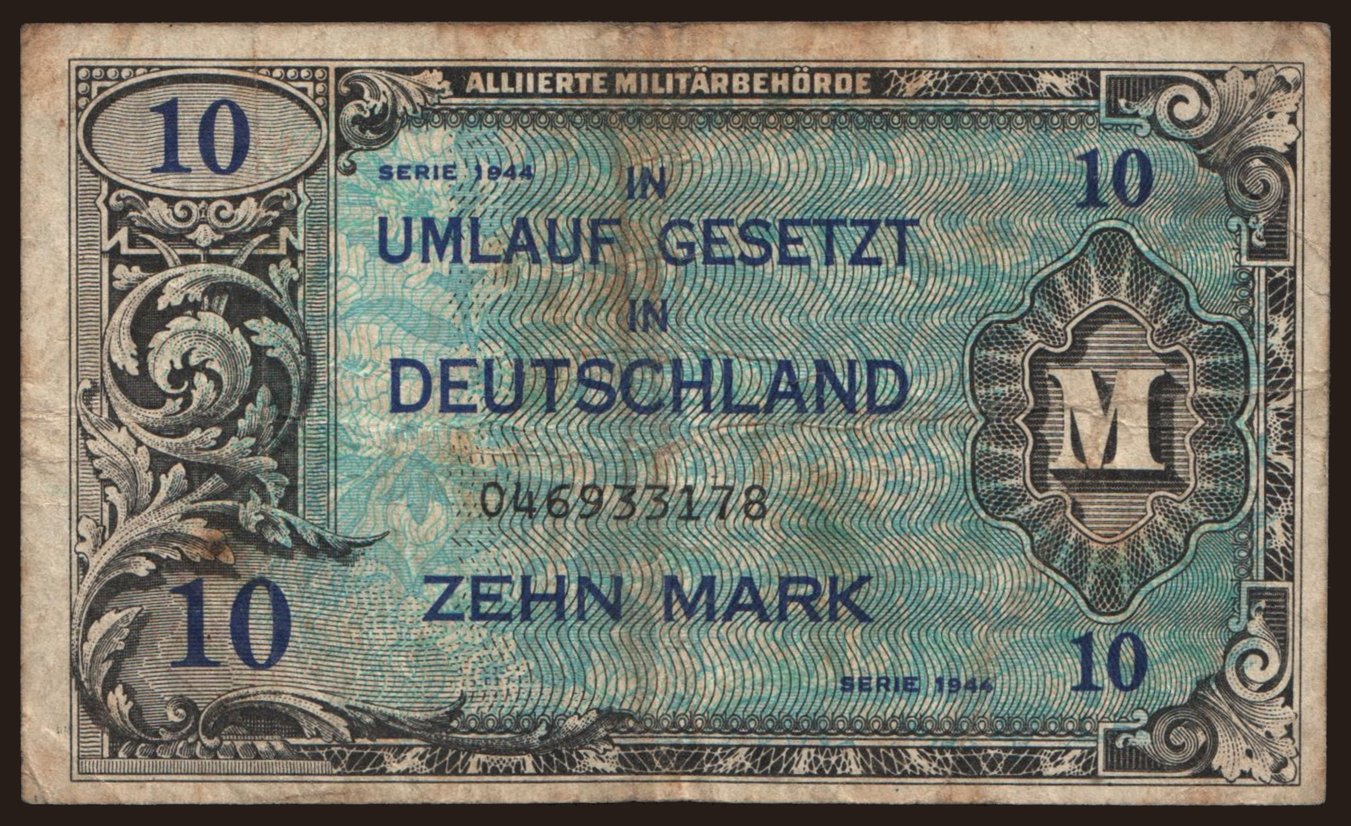 ALLIIERTE MILITÄRBEHÖRDE
10
10
SERIE 1944
IN
UMLAUF GESETZT
IN
DEUTSCHLAND
M
046933178
ZEHN MARK
10
10
SERIE 1944